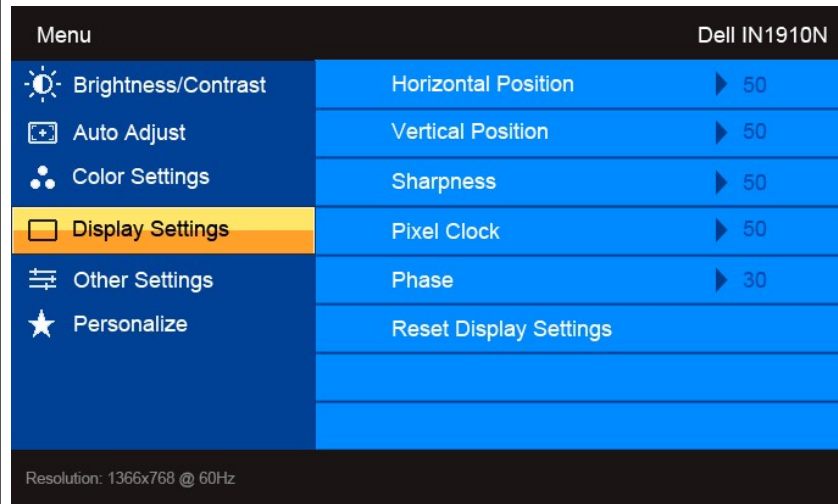 Menu
Dell IN1910N
Brightness/Contrast
Auto Adjust
Color Settings
Display Settings
Other Settings
Personalize
Horizontal Position 50
Vertical Position 50
Sharpness 50
Pixel Clock 50
Phase 30
Reset Display Settings
Resolution: 1366x768 @ 60Hz